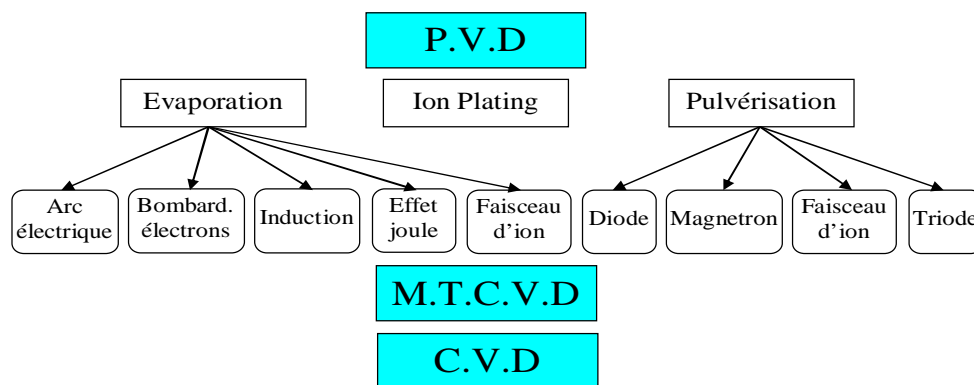 P.V.D
Evaporation
Ion Plating
Pulvérisation
Arc
électrique
Bombard.
électrons
Induction
Effet
joule
Faisceau
d’ion
Diode
Magnetron
Faisceau
d’ion
Triode
M.T.C.V.D
C.V.D